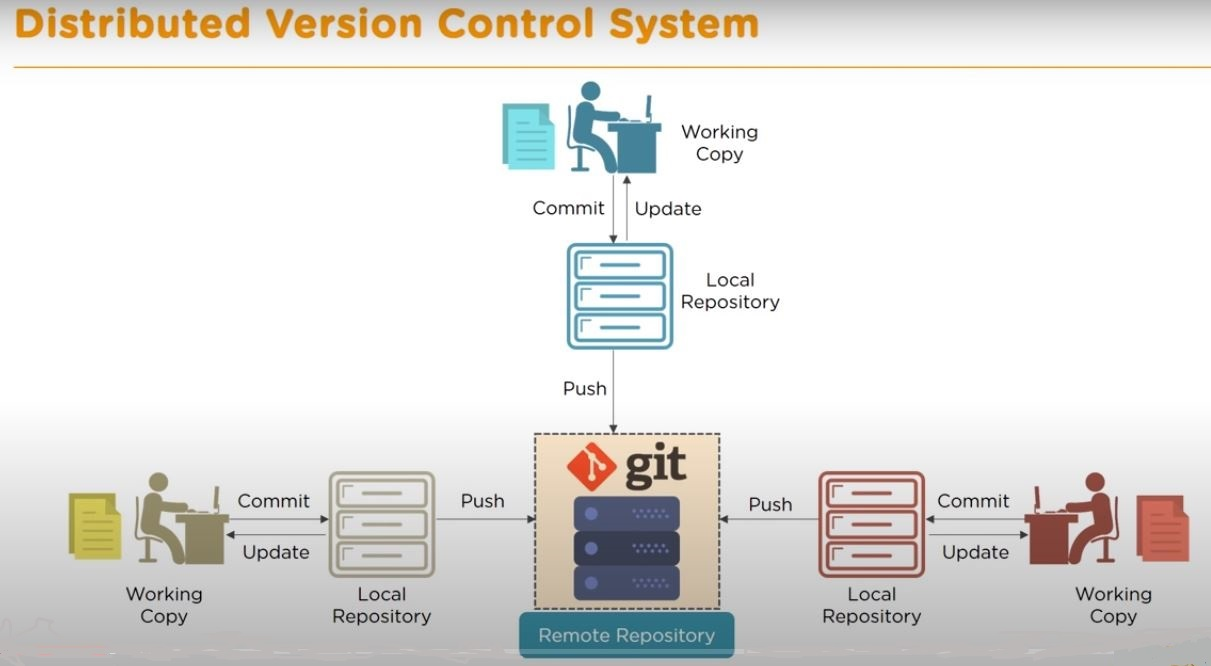 Distributed Version Control System
Working
Copy
Commit
Update
Local
Repository
Push
git
Commit
Update
Push
Push
Commit
Update
Working
Copy
Local
Repository
Local
Repository
Working
Copy
Remote Repository